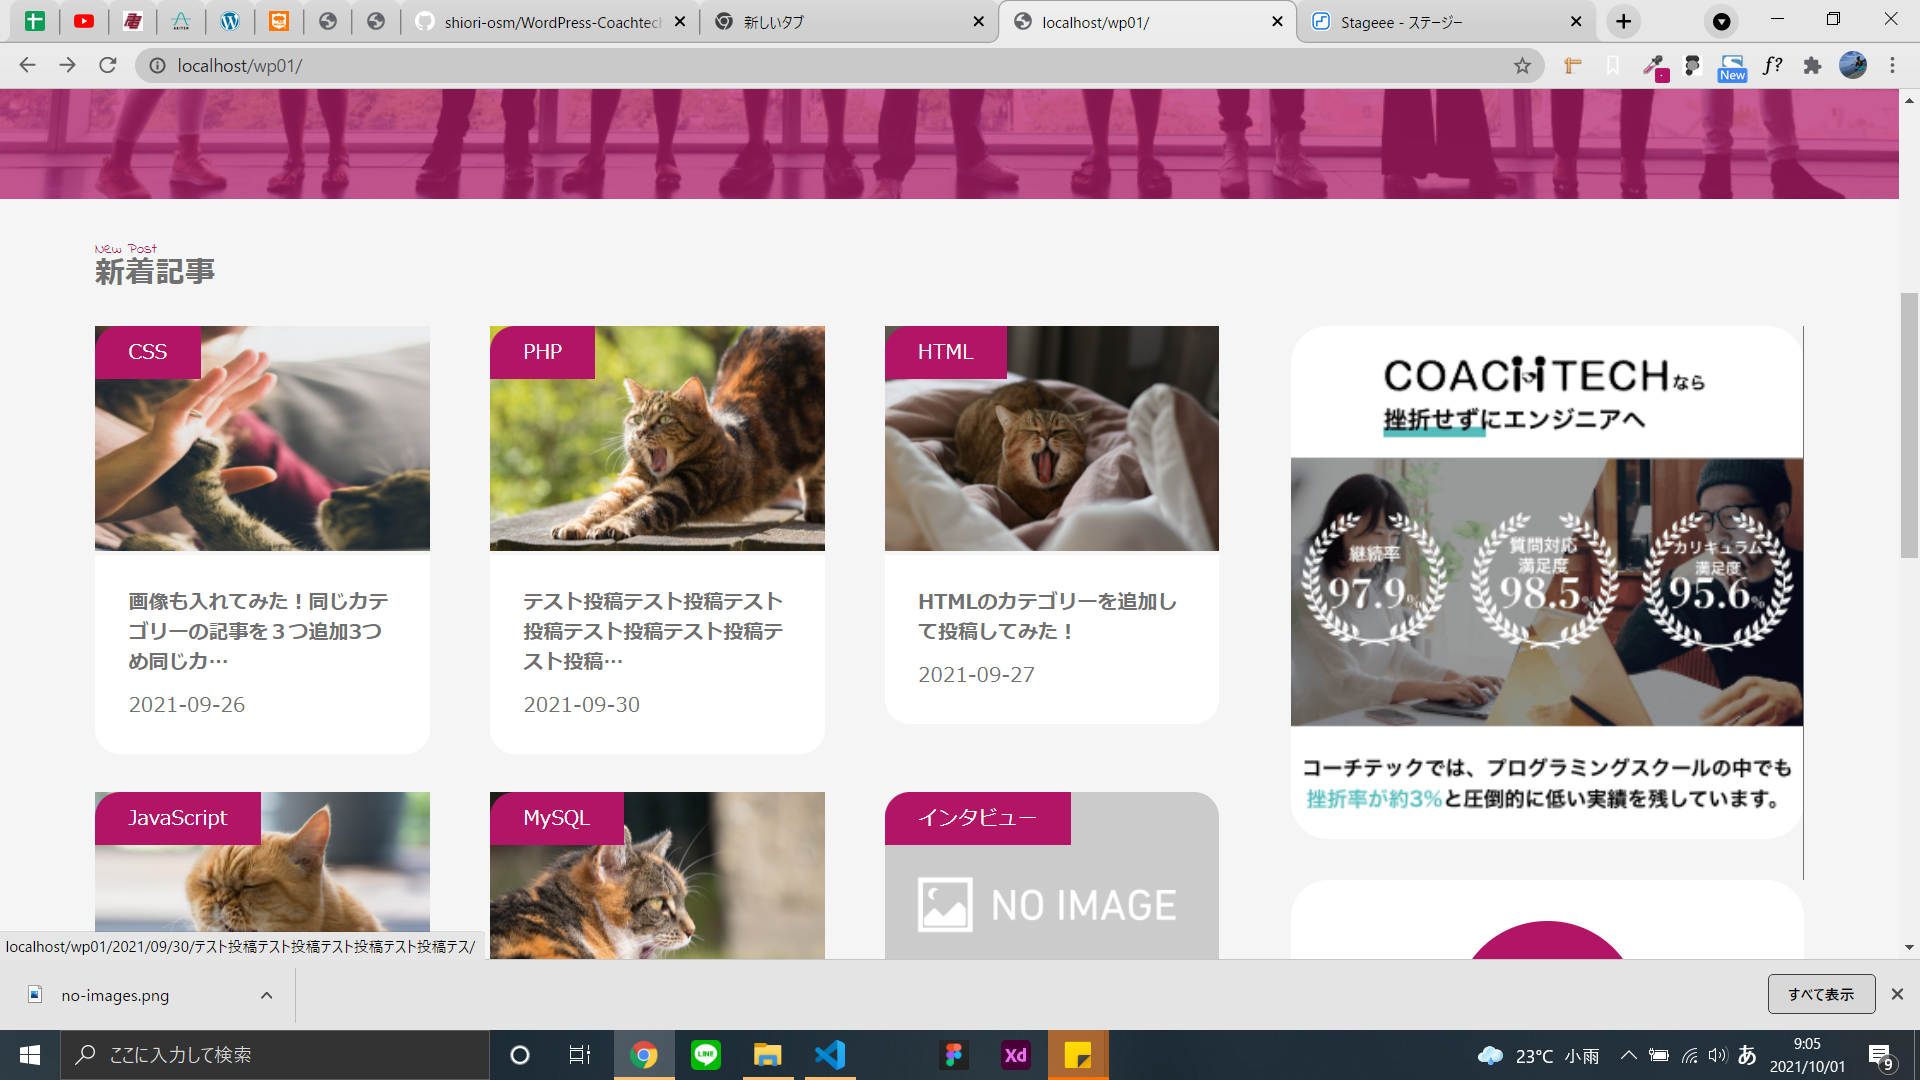 shiori-osm/WordPress-Coachtech
新しいタブ
localhost/wp01/
Stageee - ステージー
localhost/wp01/
New
f?
New Post
新着記事
CSS
画像も入れてみた！同じカテ
ゴリーの記事を３つ追加3つ
め同じカ…
2021-09-26
PHP
テスト投稿テスト投稿テスト
投稿テスト投稿テスト投稿テ
スト投稿…
2021-09-30
HTML
HTMLのカテゴリーを追加し
て投稿してみた！
2021-09-27
COACHTECHなら
挫折せずにエンジニアへ
継続率
97.9%
質問対応
満足度
98.5%
カリキュラム
満足度
95.6%
コーチテックでは、プログラミングスクールの中でも
挫折率が約3%と圧倒的に低い実績を残しています。
JavaScript
MySQL
インタビュー
NO IMAGE
localhost/wp01/2021/09/30/テスト投稿テスト投稿テスト投稿テスト投稿テス/
no-images.png
すべて表示
ここに入力して検索
LINE
Xd
23°C 小雨
あ
9:05
2021/10/01
9